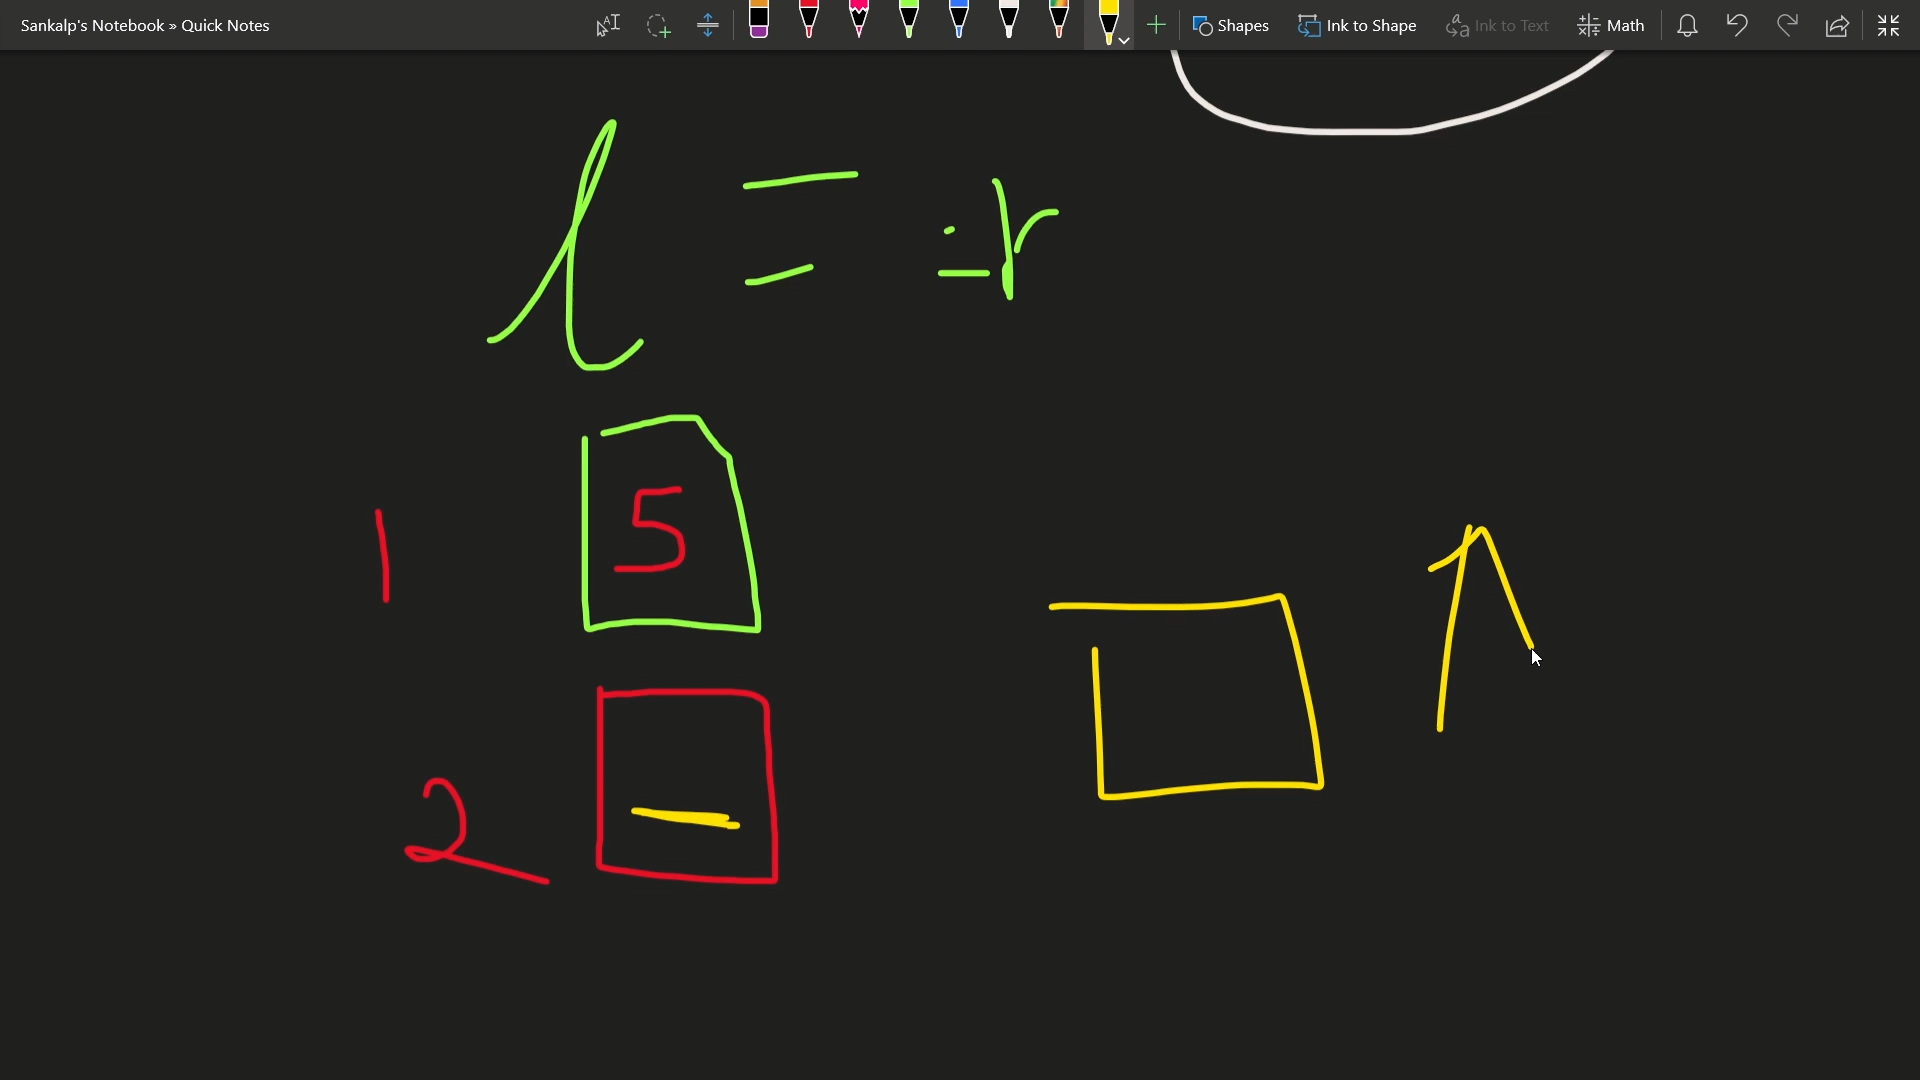 Sankalp's Notebook » Quick Notes
Shapes
Ink to Shape
Ink to Text
Math
l = -r
1 5
2